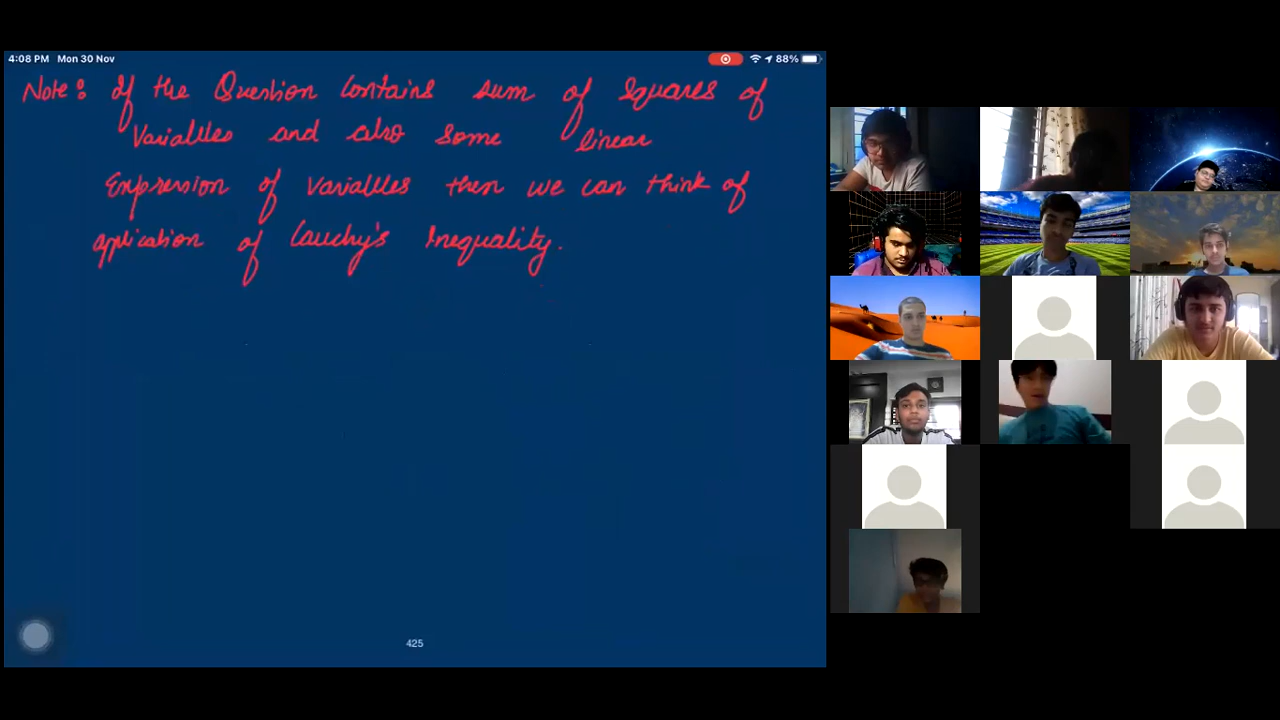 4:08 PM Mon 30 Nov
88%
Note: If the Question Contains sum of squares of
Variables and also some linear
Expression of variables then we can think of
application of Cauchy's Inequality.
425